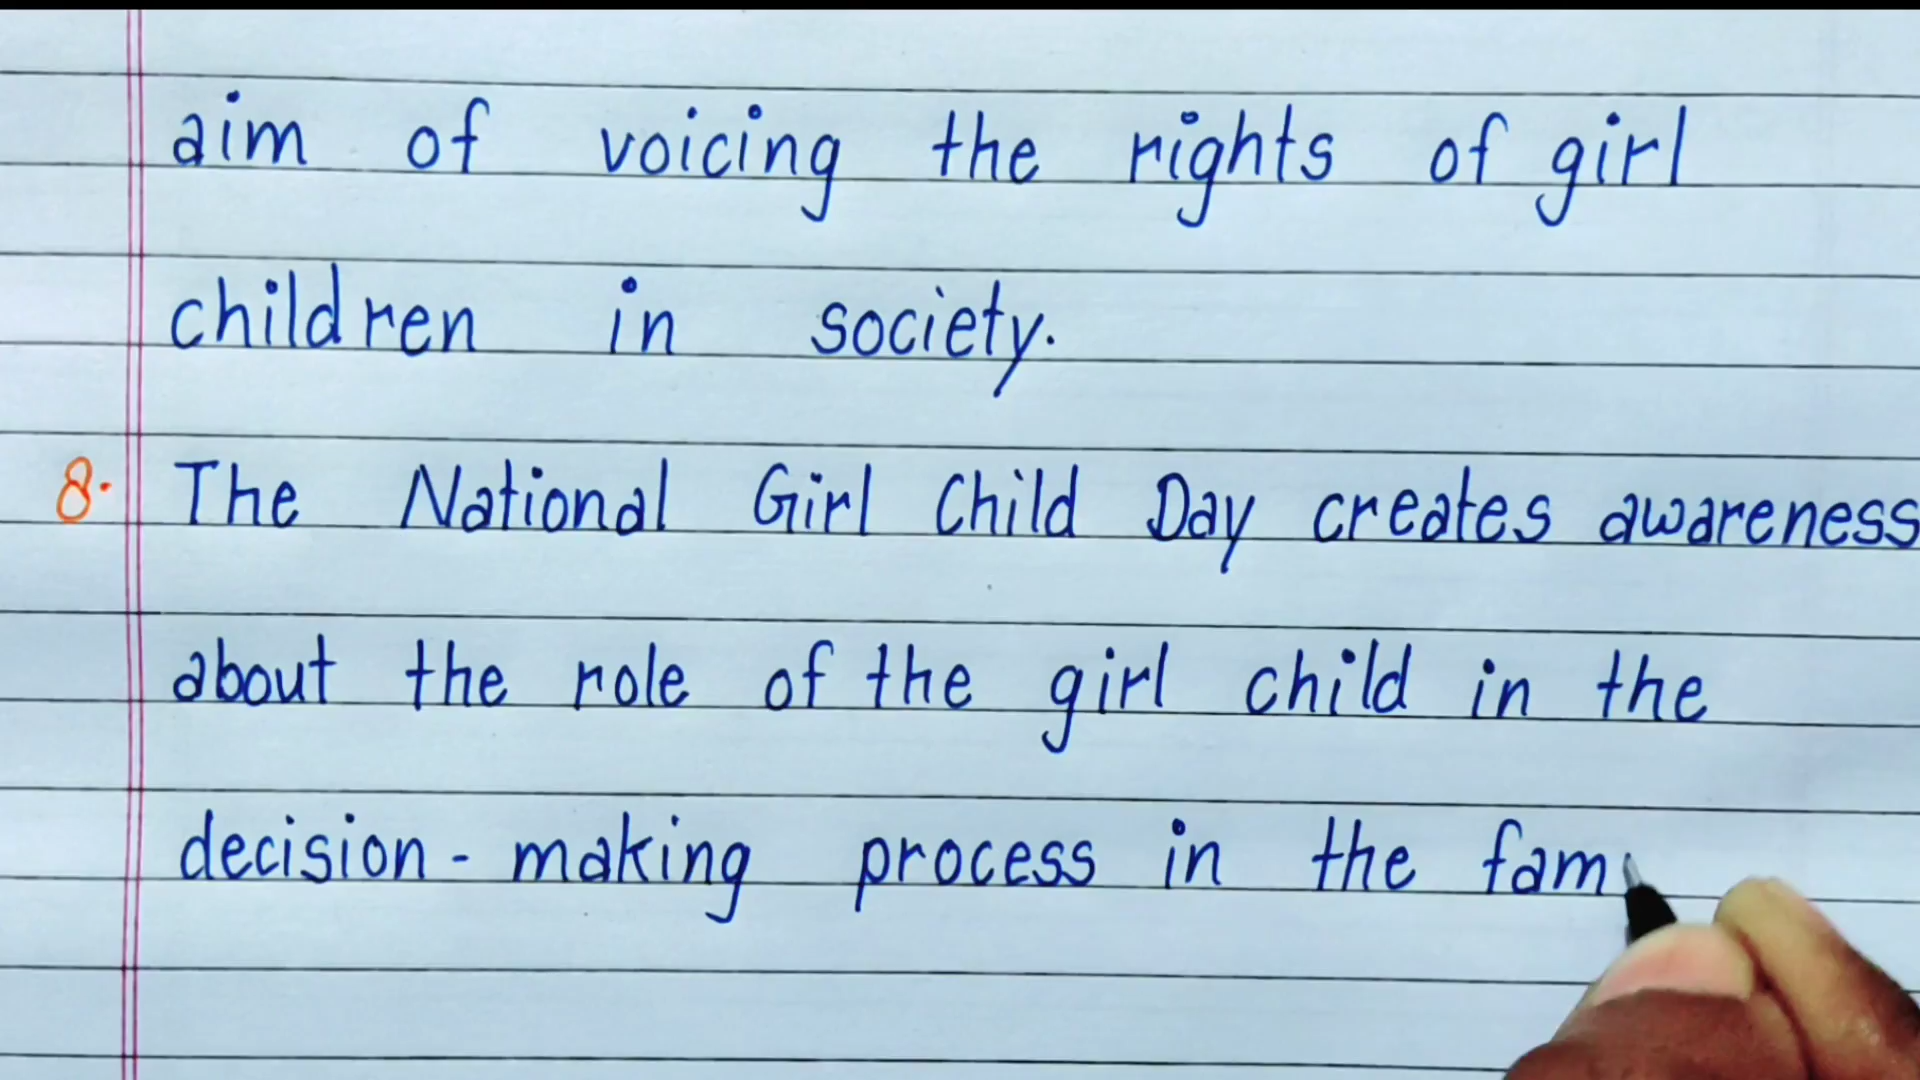 aim of voicing the rights of girl
children in society.
8. The National Girl Child Day creates awareness
about the role of the girl child in the
decision-making process in the fam